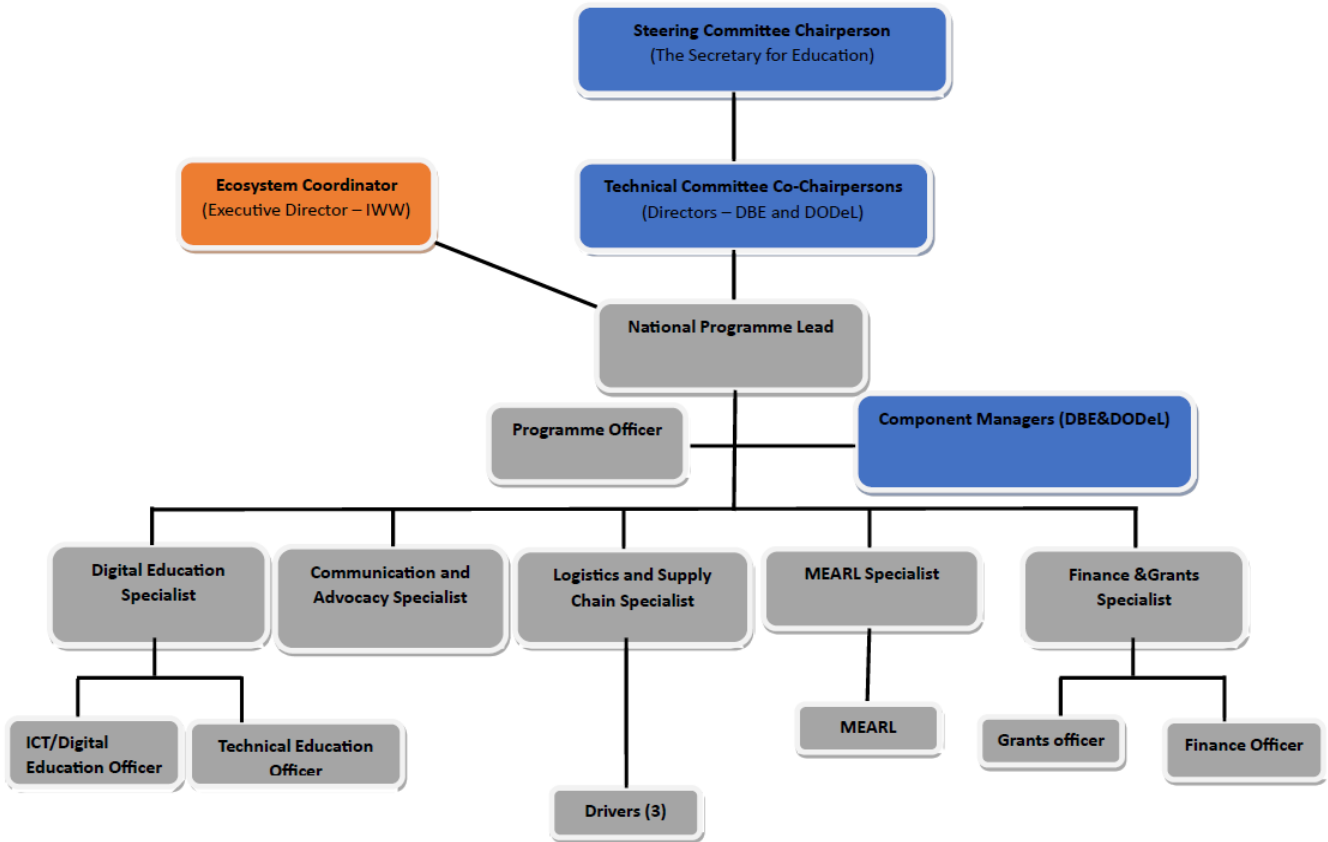 Steering Committee Chairperson
(The Secretary for Education)
Ecosystem Coordinator
(Executive Director – IWW)
Technical Committee Co-Chairpersons
(Directors – DBE and DODeL)
National Programme Lead
Programme Officer
Component Managers (DBE&DODeL)
Digital Education
Specialist
Communication and
Advocacy Specialist
Logistics and Supply
Chain Specialist
MEARL Specialist
Finance &Grants
Specialist
ICT/Digital
Education Officer
Technical Education
Officer
MEARL
Grants officer
Finance Officer
Drivers (3)